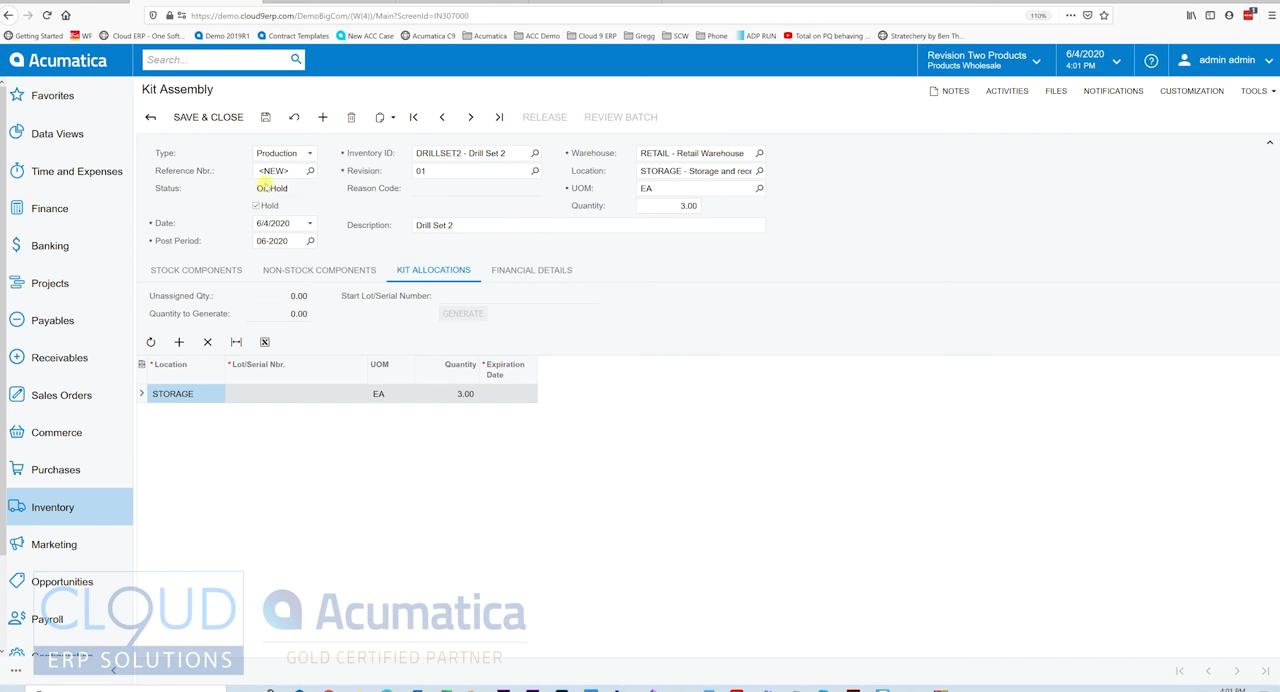 https://demo.cloud9erp.com/DemoBigCom/(W(4))/Main?ScreenId=IN307000
110%
Getting Started WF Cloud ERP - One Soft... Demo 2019R1 Contract Templates New ACC Case Acumatica C9 Acumatica ACC Demo Cloud 9 ERP Gregg SCW Phone ADP RUN Total on PQ behaving ... Stratechery by Ben Th...
Acumatica
Search...
Revision Two Products
Products Wholesale
6/4/2020
4:01 PM
admin admin
Kit Assembly
NOTES ACTIVITIES FILES NOTIFICATIONS CUSTOMIZATION TOOLS
SAVE & CLOSE RELEASE REVIEW BATCH
Favorites
Data Views
Time and Expenses
Finance
Banking
Projects
Payables
Receivables
Sales Orders
Commerce
Purchases
Inventory
Marketing
Opportunities
Payroll
Type: Production
Reference Nbr.: <NEW>
Status: On Hold
Hold
* Date: 6/4/2020
* Post Period: 06-2020
* Inventory ID: DRILLSET2 - Drill Set 2
* Revision: 01
Reason Code:
Description: Drill Set 2
* Warehouse: RETAIL - Retail Warehouse
Location: STORAGE - Storage and rece
* UOM: EA
Quantity: 3.00
STOCK COMPONENTS NON-STOCK COMPONENTS KIT ALLOCATIONS FINANCIAL DETAILS
Unassigned Qty.: 0.00 Start Lot/Serial Number:
Quantity to Generate: 0.00 GENERATE
* Location * Lot/Serial Nbr. UOM Quantity * Expiration Date
STORAGE EA 3.00
CLOUD 9
ERP SOLUTIONS
Acumatica
GOLD CERTIFIED PARTNER
4:01 PM